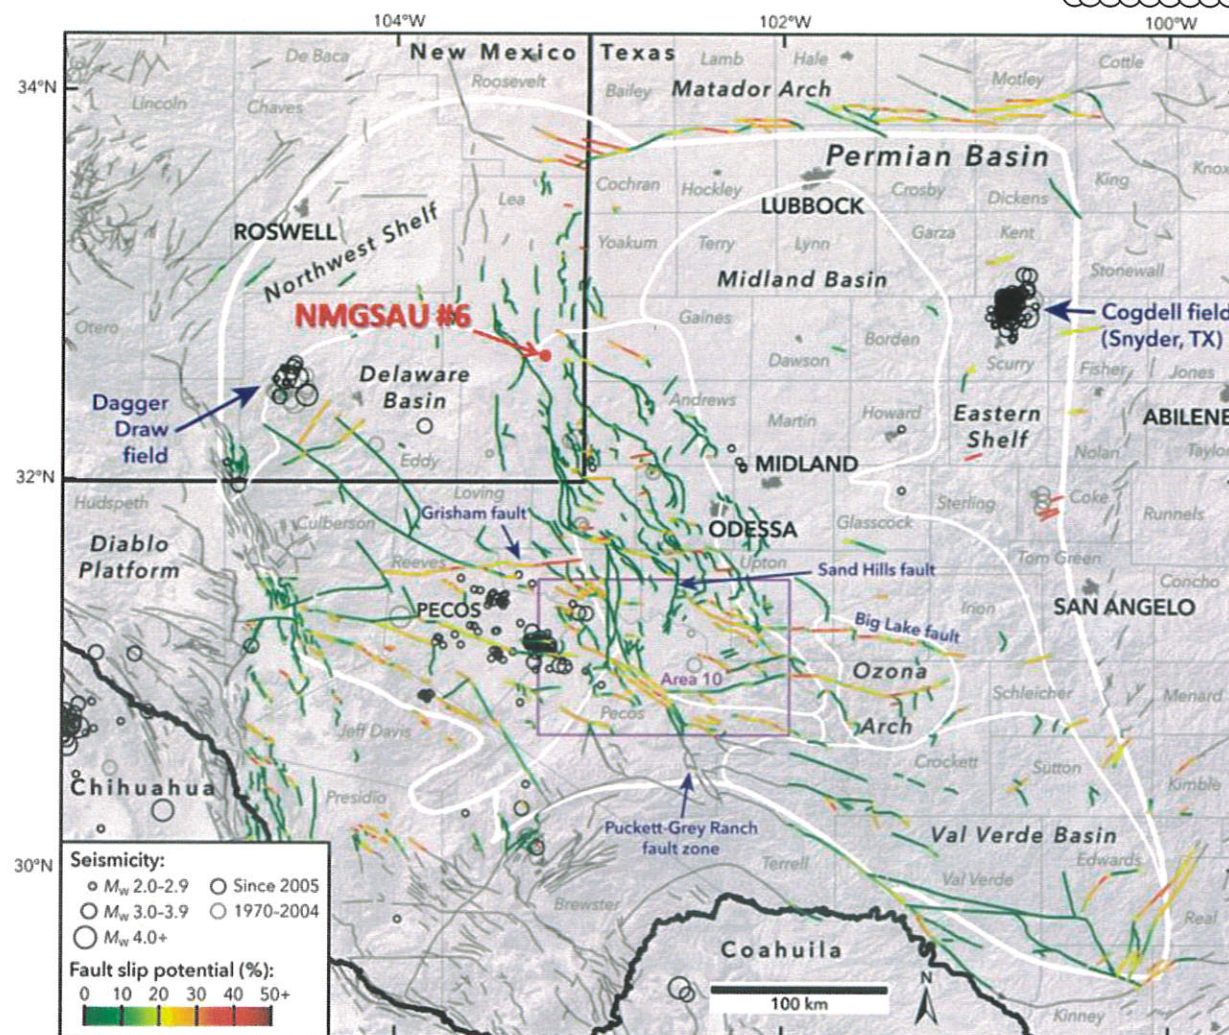 104°W
102°W
100°W
34°N
32°N
30°N
New Mexico
Texas
De Baca
Roosevelt
Lamb
Hale
Motley
Cottle
Lincoln
Chaves
Bailey
Matador Arch
Permian Basin
Lea
Cochran
Hockley
Crosby
Dickens
King
Knox
LUBBOCK
ROSWELL
Northwest Shelf
Yoakum
Terry
Lynn
Garza
Kent
Stonewall
Midland Basin
NMGSAU #6
Otero
Gaines
Borden
Cogdell field
(Snyder, TX)
Dawson
Scurry
Fisher
Jones
Delaware
Basin
Dagger
Draw
field
Andrews
Martin
Howard
Eastern
Shelf
ABILENE
Eddy
MIDLAND
Nolan
Taylor
Hudspeth
Loving
Culberson
Grisham fault
ODESSA
Glasscock
Sterling
Coke
Runnels
Diablo
Platform
Reeves
Upton
Sand Hills fault
Tom Green
Concho
PECOS
Irion
SAN ANGELO
Big Lake fault
Area 10
Ozona
Arch
Schleicher
Menard
Pecos
Jeff Davis
Crockett
Sutton
Kimble
Chihuahua
Presidio
Puckett-Grey Ranch
fault zone
Val Verde Basin
Terrell
Val Verde
Edwards
Brewster
Real
Coahuila
N
100 km
Kinney
Seismicity:
Mw 2.0-2.9
Since 2005
Mw 3.0-3.9
1970-2004
Mw 4.0+
Fault slip potential (%):
0 10 20 30 40 50+